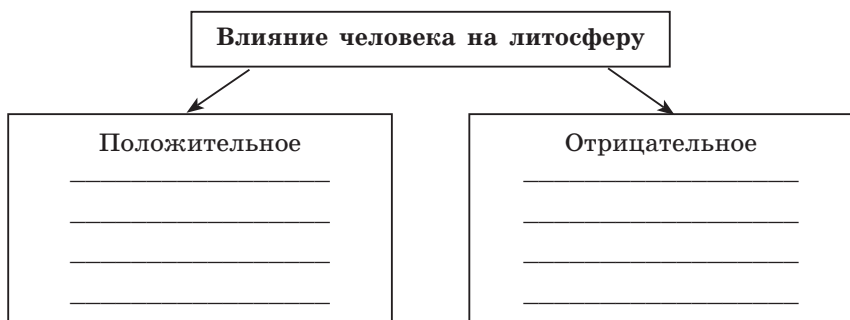 Влияние человека на литосферу
Положительное
Отрицательное